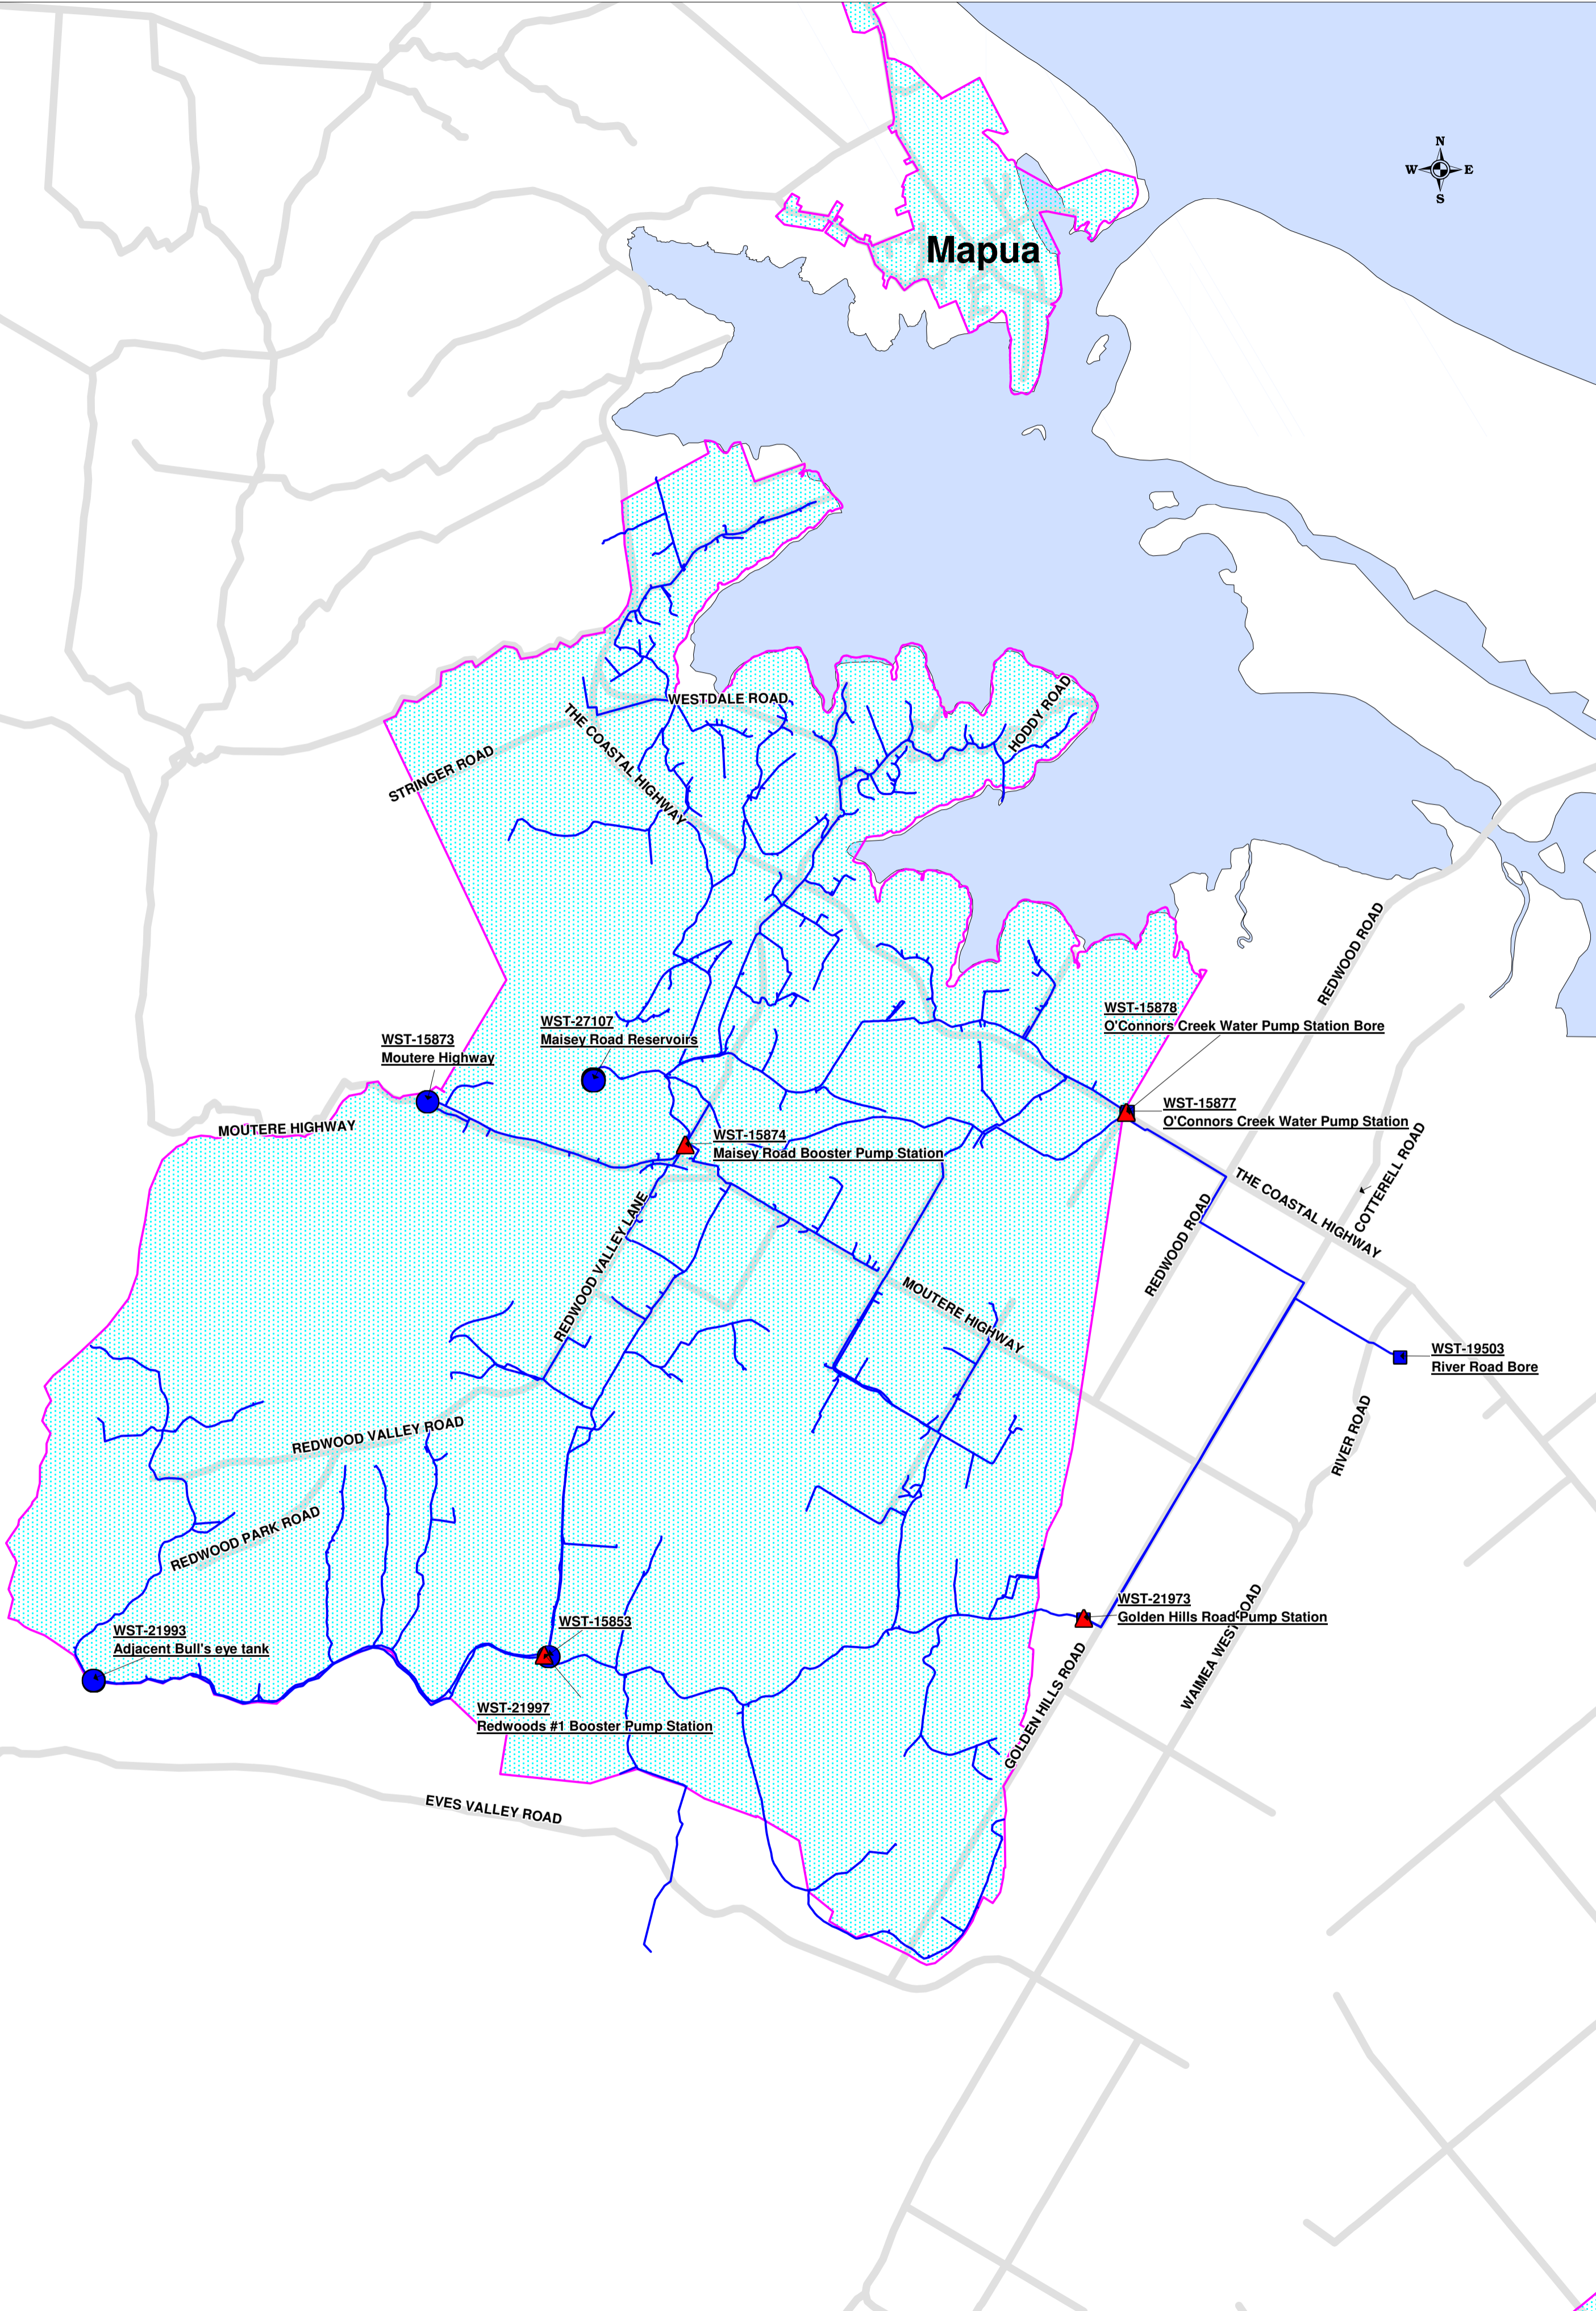 N
W E
S
Mapua
WESTDALE ROAD
HODDY ROAD
THE COASTAL HIGHWAY
STRINGER ROAD
REDWOOD ROAD
WST-15878
O'Connors Creek Water Pump Station Bore
WST-27107
Maisey Road Reservoirs
WST-15873
Moutere Highway
WST-15877
O'Connors Creek Water Pump Station
MOUTERE HIGHWAY
WST-15874
Maisey Road Booster Pump Station
COTTERELL ROAD
THE COASTAL HIGHWAY
REDWOOD ROAD
REDWOOD VALLEY LANE
MOUTERE HIGHWAY
WST-19503
River Road Bore
RIVER ROAD
REDWOOD VALLEY ROAD
REDWOOD PARK ROAD
WST-21973
Golden Hills Road Pump Station
WAIMEA WEST ROAD
WST-15853
WST-21993
Adjacent Bull's eye tank
GOLDEN HILLS ROAD
WST-21997
Redwoods #1 Booster Pump Station
EVES VALLEY ROAD